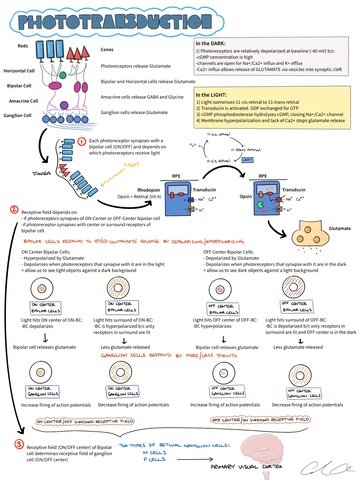 PHOTOTRANSDUCTION
Rods
Cones
Photoreceptors release Glutamate
Horizontal Cell
Bipolar and Horizontal cells release Glutamate
Bipolar Cell
Amacrine cells release GABA and Glycine
Amacrine Cell
Ganglion Cell
Ganglion cells release Glutamate
In the DARK:
1) Photoreceptors are relatively depolarized at baseline (-40 mV) b/c:
-cGMP concentration is high
-channels are open for Na+/Ca2+ influx and K+ efflux
-Ca2+ influx allows release of GLUTAMATE via vesicles into synaptic cleft
In the LIGHT:
1) Light isomerizes 11-cis retinal to 11-trans retinal
2) Transducin is activated. GDP exchanged for GTP
3) cGMP phosphodiesterase hydrolyzes cGMP, closing Na+/Ca2+ channel
4) Membrane hyperpolarization and lack of Ca2+ stops glutamate release
1
Each photoreceptor synapses with
a bipolar cell (ON/OFF) and depends on
which photoreceptors receive light
LIGHT
RPE
RPE
Rhodopsin
Opsin + Retinal (Vit A)
Transducin
Na+ Ca2+
K+
Opsin
Transducin
Na+ Ca2+
K+
Glutamate
2
Receptive field depends on:
- if photoreceptors synapses of ON-Center or OFF-Center bipolar cell
-if photoreceptor synapses with center or surround receptors of
bipolar cell
BIPOLAR CELLS RESPOND TO GLUTAMATE RELEASE BY DEPOLARIZING/HYPERPOLARIZING
ON Center Bipolar Cells:
- Hyperpolarized by Glutamate
- Depolarizes when photoreceptors that synapse with it are in the light
= allow us to see light objects against a dark background
OFF Center Bipolar Cells:
- Depolarized by Glutamate
- Depolarizes when photoreceptors that synapse with it are in the dark
= allow us to see dark objects against a light background
ON CENTER
BIPOLAR CELLS
ON CENTER
BIPOLAR CELLS
OFF CENTER
BIPOLAR CELLS
OFF CENTER
BIPOLAR CELLS
Light hits ON center of ON-BC:
-BC depolarizes
Light hits surround of ON-BC:
-BC is hyperpolarized b/c only receptors
in surround are lit
Light hits OFF center of OFF-BC:
-BC hyperpolarizes
Light hits surround of OFF-BC:
-BC is depolarized b/c only receptors in
surround are lit and OFF center is in the dark
Bipolar cell releases glutamate
Less glutamate released
Less glutamate released
Bipolar cell releases glutamate
GANGLION CELLS RESPOND BY MORE/LESS FIRING
ON CENTER
GANGLION CELLS
ON CENTER
GANGLION CELLS
OFF CENTER
GANGLION CELLS
OFF CENTER
GANGLION CELLS
Increase firing of action potentials
Decrease firing of action potentials
Decrease firing of action potentials
Increase firing of action potentials
ON CENTER/OFF SURROUND RECEPTIVE FIELD
OFF CENTER/ON SURROUND RECEPTIVE FIELD
3
Receptive field (ON/OFF center) of Bipolar
cell determines receptive field of ganglion
cell (ON/OFF center)
TWO TYPES OF RETINAL GANGLION CELLS:
M CELLS
P CELLS
PRIMARY VISUAL CORTEX